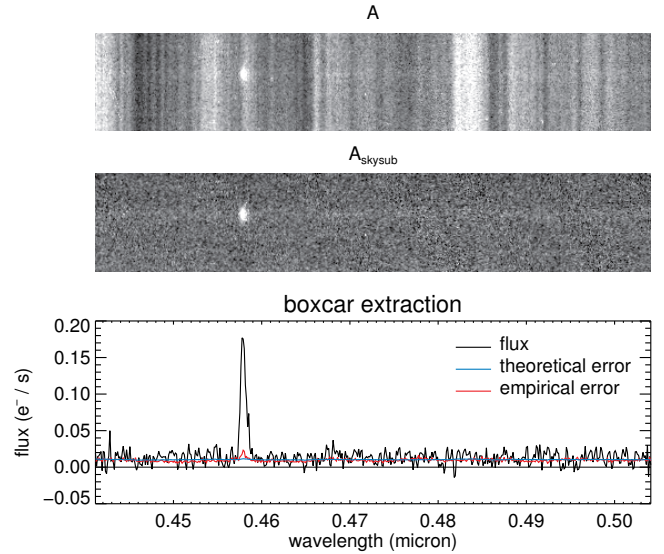 A
A_skysub
boxcar extraction
0.20
0.15
0.10
0.05
0.00
−0.05
flux (e⁻ / s)
flux
theoretical error
empirical error
0.45 0.46 0.47 0.48 0.49 0.50
wavelength (micron)